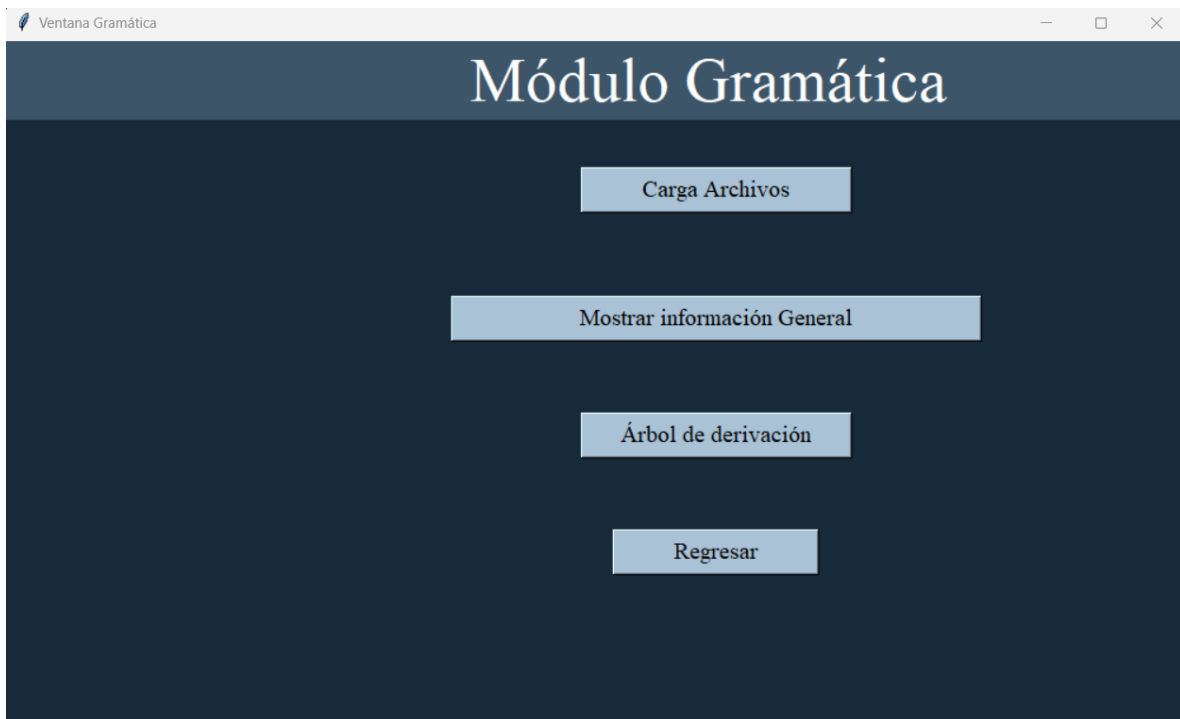 Ventana Gramática
Módulo Gramática
Carga Archivos
Mostrar información General
Árbol de derivación
Regresar